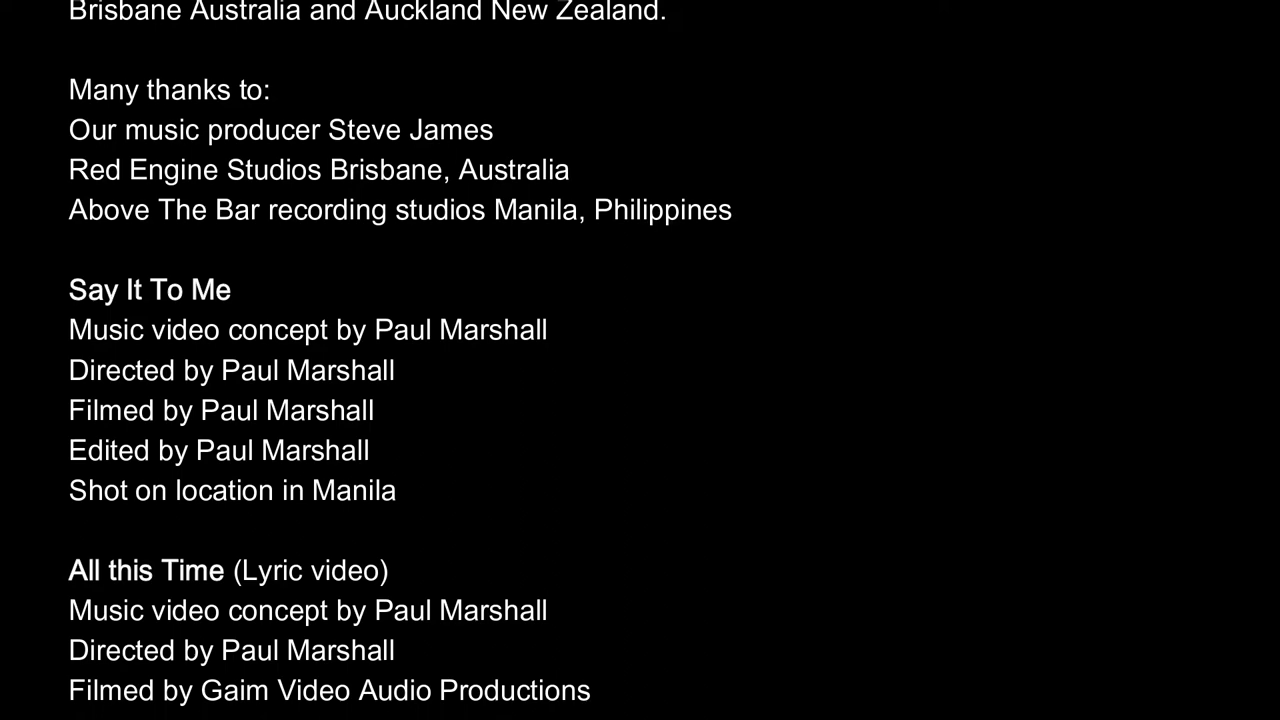 Brisbane Australia and Auckland New Zealand.
Many thanks to:
Our music producer Steve James
Red Engine Studios Brisbane, Australia
Above The Bar recording studios Manila, Philippines
Say It To Me
Music video concept by Paul Marshall
Directed by Paul Marshall
Filmed by Paul Marshall
Edited by Paul Marshall
Shot on location in Manila
All this Time (Lyric video)
Music video concept by Paul Marshall
Directed by Paul Marshall
Filmed by Gaim Video Audio Productions